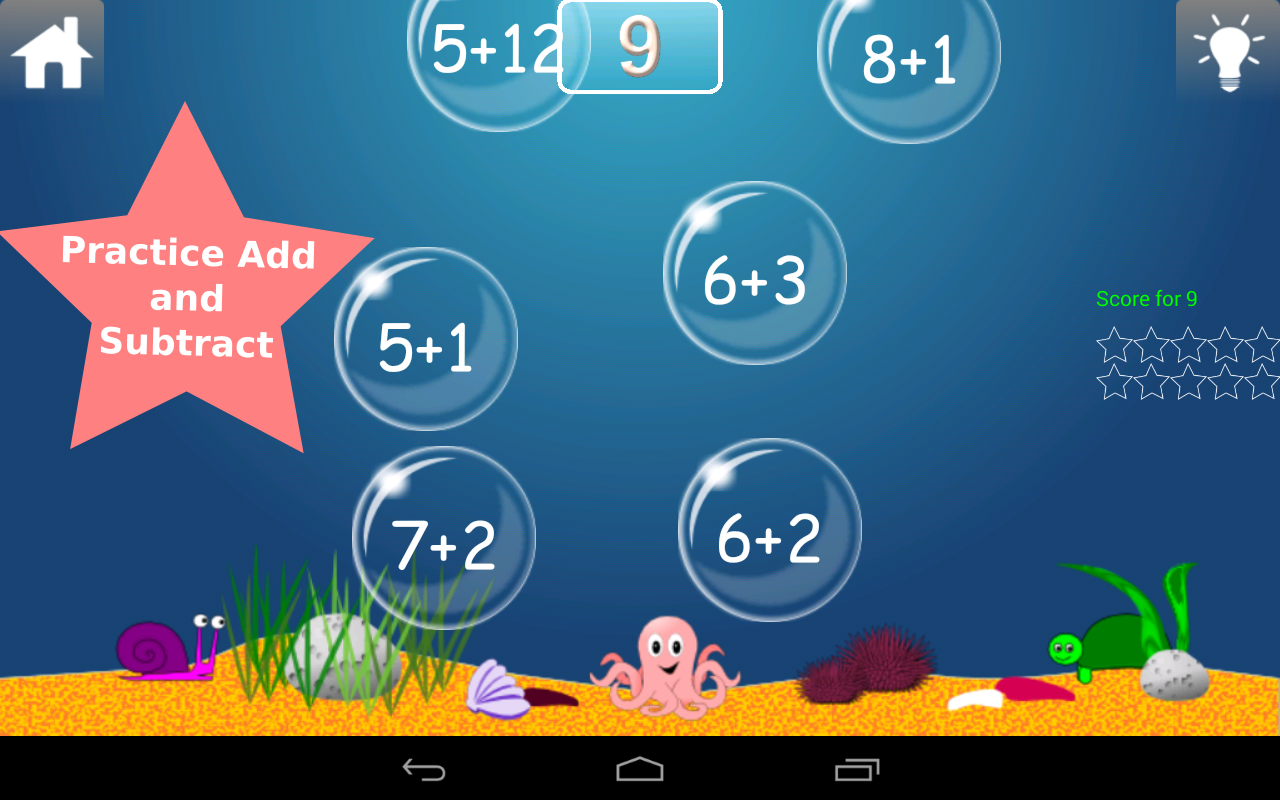 5+12
9
8+1
Practice Add
and
Subtract
6+3
Score for 9
5+1
7+2
6+2